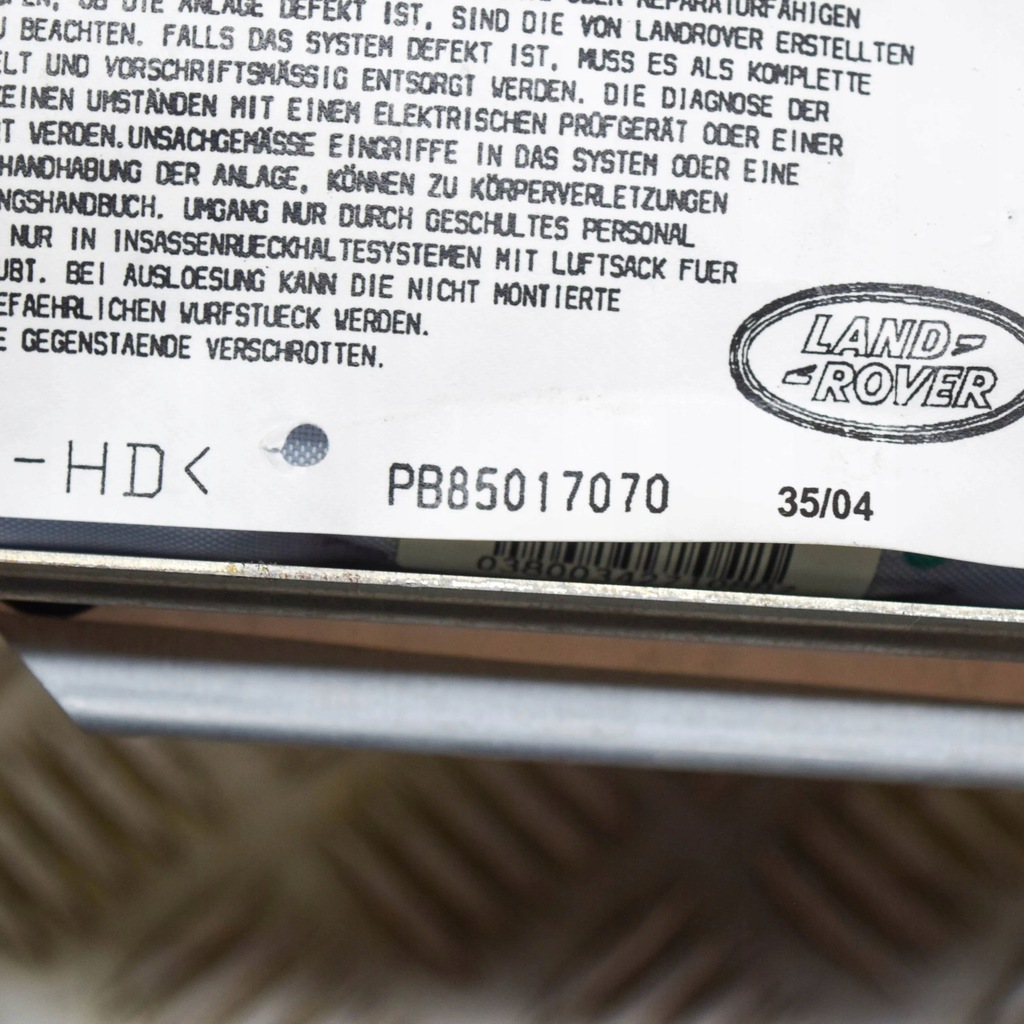 OB DIE ANLAGE DEFEKT IST, SIND DIE VON LANDROVER ERSTELLTEN
BEACHTEN. FALLS DAS SYSTEM DEFEKT IST, MUSS ES ALS KOMPLETTE
ELT UND VORSCHRIFTSMÄSSIG ENTSORGT WERDEN. DIE DIAGNOSE DER
EINEN UMSTÄNDEN MIT EINEM ELEKTRISCHEN PRÜFGERÄT ODER EINER
T WERDEN.UNSACHGEMÄSSE EINGRIFFE IN DAS SYSTEM ODER EINE
HANDHABUNG DER ANLAGE, KÖNNEN ZU KÖRPERVERLETZUNGEN
NGSHANDBUCH. UMGANG NUR DURCH GESCHULTES PERSONAL
NUR IN INSASSENRUECKHALTESYSTEMEN MIT LUFTSACK FUER
UBT. BEI AUSLOESUNG KANN DIE NICHT MONTIERTE
EFAEHRLICHEN WURFSTUECK WERDEN.
E GEGENSTAENDE VERSCHROTTEN.
LAND-
-ROVER
-HD<
PB85017070
35/04